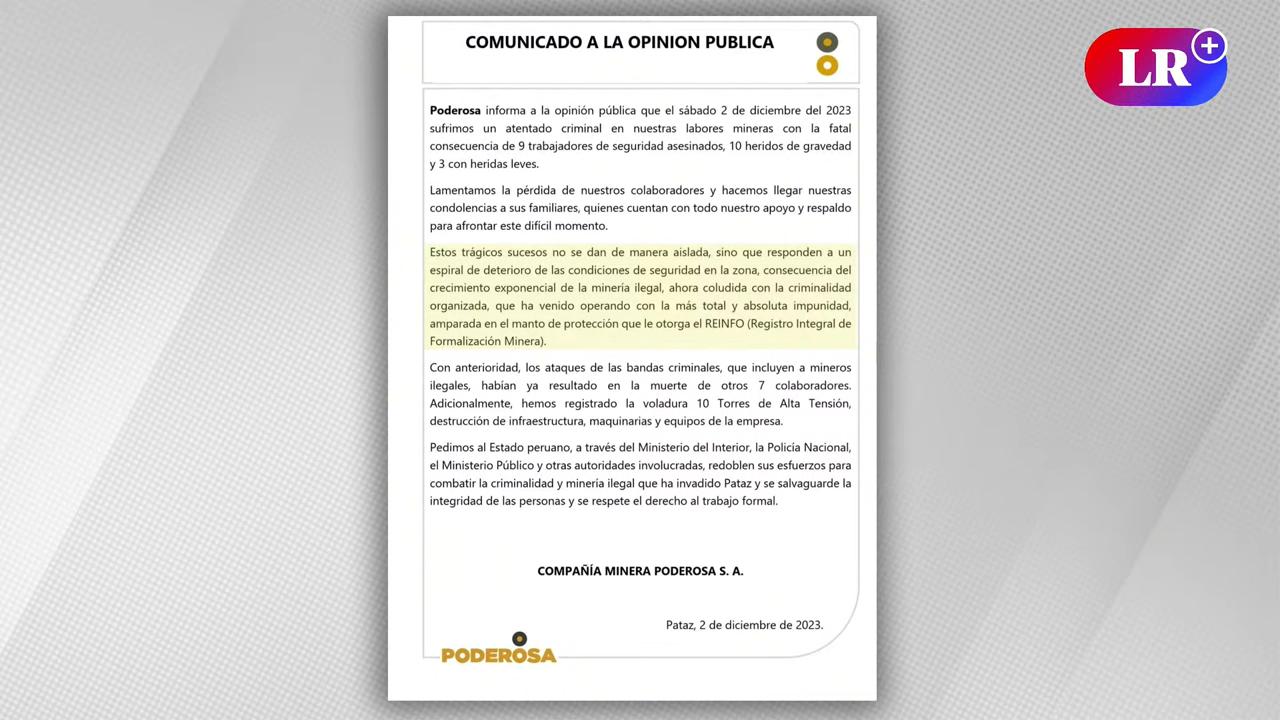 COMUNICADO A LA OPINION PUBLICA
LR+
Poderosa informa a la opinión pública que el sábado 2 de diciembre del 2023
sufrimos un atentado criminal en nuestras labores mineras con la fatal
consecuencia de 9 trabajadores de seguridad asesinados, 10 heridos de gravedad
y 3 con heridas leves.
Lamentamos la pérdida de nuestros colaboradores y hacemos llegar nuestras
condolencias a sus familiares, quienes cuentan con todo nuestro apoyo y respaldo
para afrontar este difícil momento.
Estos trágicos sucesos no se dan de manera aislada, sino que responden a un
espiral de deterioro de las condiciones de seguridad en la zona, consecuencia del
crecimiento exponencial de la minería ilegal, ahora coludida con la criminalidad
organizada, que ha venido operando con la más total y absoluta impunidad,
amparada en el manto de protección que le otorga el REINFO (Registro Integral de
Formalización Minera).
Con anterioridad, los ataques de las bandas criminales, que incluyen a mineros
ilegales, habían ya resultado en la muerte de otros 7 colaboradores.
Adicionalmente, hemos registrado la voladura 10 Torres de Alta Tensión,
destrucción de infraestructura, maquinarias y equipos de la empresa.
Pedimos al Estado peruano, a través del Ministerio del Interior, la Policía Nacional,
el Ministerio Público y otras autoridades involucradas, redoblen sus esfuerzos para
combatir la criminalidad y minería ilegal que ha invadido Pataz y se salvaguarde la
integridad de las personas y se respete el derecho al trabajo formal.
COMPAÑÍA MINERA PODEROSA S. A.
Pataz, 2 de diciembre de 2023.
PODEROSA